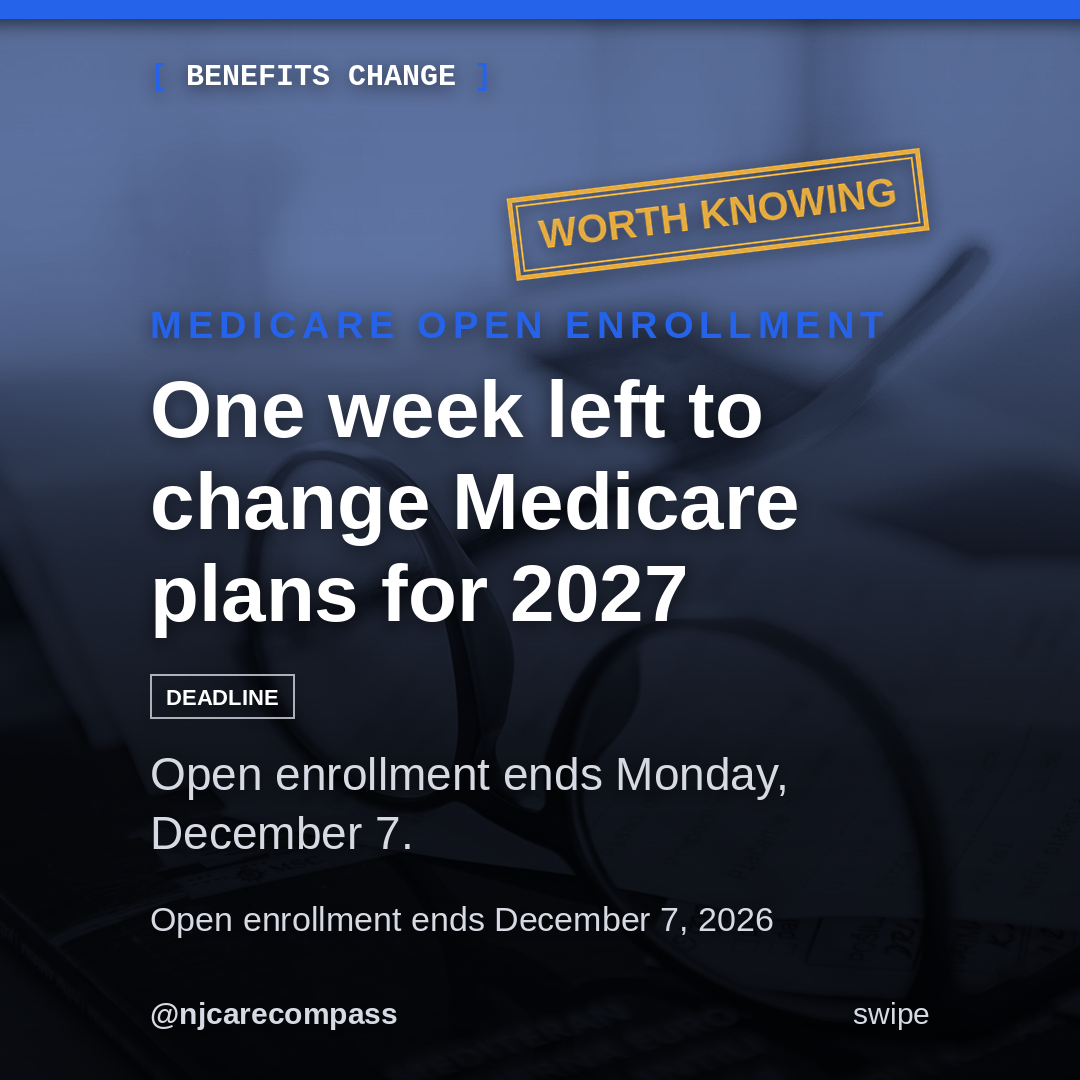 [ BENEFITS CHANGE ]
WORTH KNOWING
MEDICARE OPEN ENROLLMENT
One week left to
change Medicare
plans for 2027
DEADLINE
Open enrollment ends Monday,
December 7.
Open enrollment ends December 7, 2026
@njcarecompass
swipe